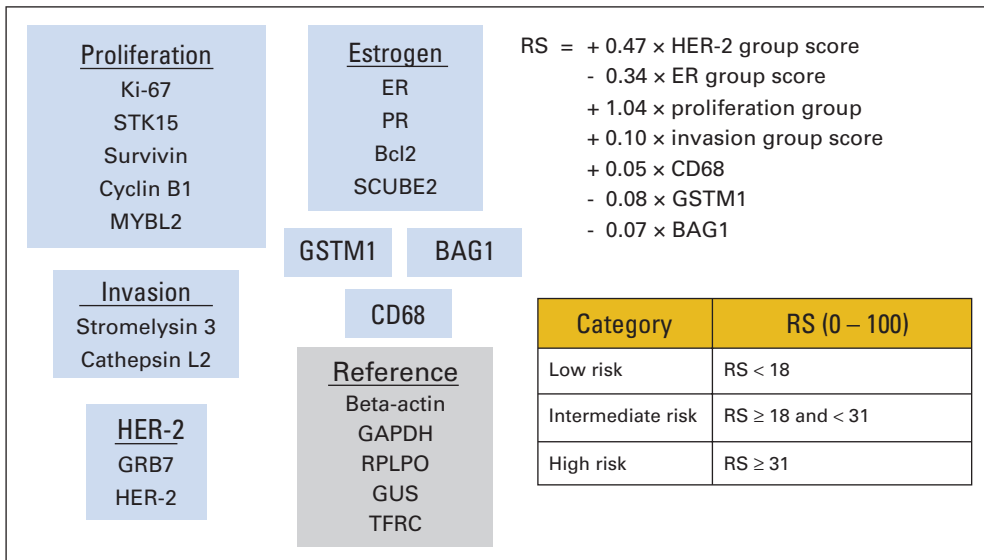 Proliferation
Ki-67
STK15
Survivin
Cyclin B1
MYBL2
Estrogen
ER
PR
Bcl2
SCUBE2
GSTM1
BAG1
CD68
Invasion
Stromelysin 3
Cathepsin L2
HER-2
GRB7
HER-2
Reference
Beta-actin
GAPDH
RPLPO
GUS
TFRC
RS = + 0.47 × HER-2 group score
- 0.34 × ER group score
+ 1.04 × proliferation group
+ 0.10 × invasion group score
+ 0.05 × CD68
- 0.08 × GSTM1
- 0.07 × BAG1
Category RS (0 – 100)
Low risk RS < 18
Intermediate risk RS ≥ 18 and < 31
High risk RS ≥ 31